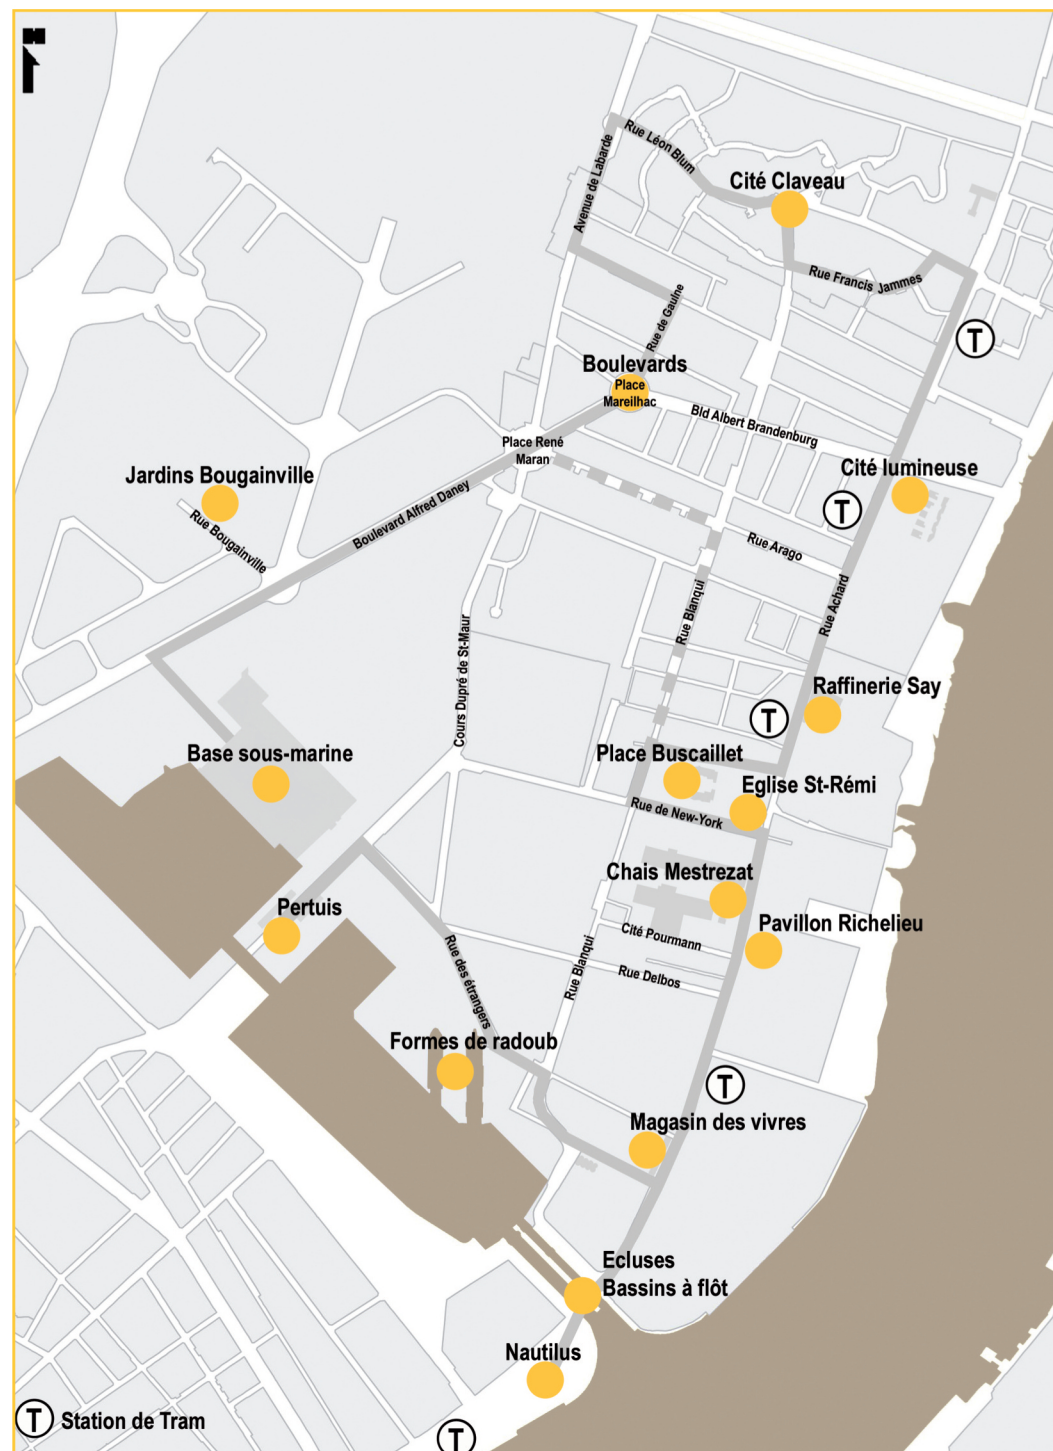 N
Rue Léon Blum
Cité Claveau
Avenue de Labarde
Rue Francis Jammes
Rue de Gaulne
T
Boulevards
Place
Mareilhac
Bld Albert Brandenburg
Place René
Maran
Cité lumineuse
Jardins Bougainville
Boulevard Alfred Daney
T
Rue Bougainville
Rue Arago
Rue Achard
Rue Blanqui
Cours Dupré de St-Maur
Raffinerie Say
T
Base sous-marine
Place Buscaillet
Eglise St-Rémi
Rue de New-York
Chais Mestrezat
Pertuis
Pavillon Richelieu
Cité Pourmann
Rue Blanqui
Rue Delbos
Rue des étrangers
Formes de radoub
T
Magasin des vivres
Ecluses
Bassins à flôt
Nautilus
T Station de Tram
T